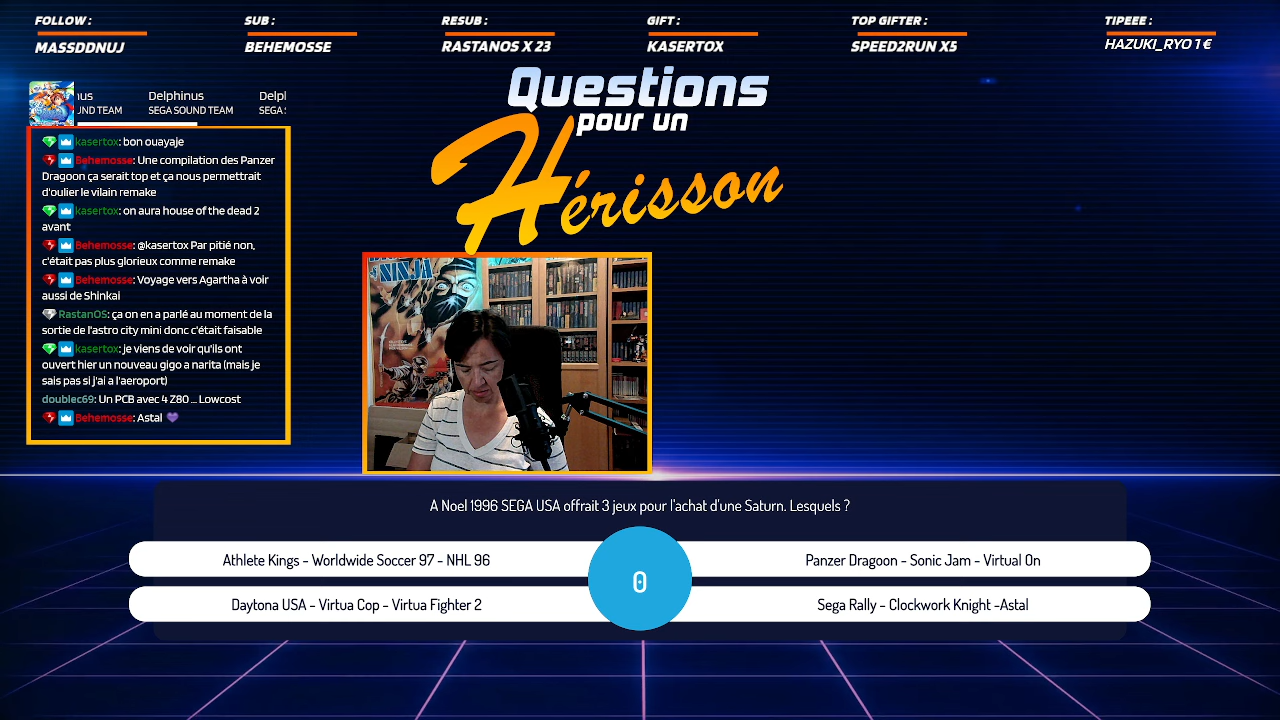 FOLLOW :
MASSDDNUJ
SUB :
BEHEMOSSE
RESUB :
RASTANOS X 23
GIFT :
KASERTOX
TOP GIFTER :
SPEED2RUN X5
TIPEEE :
HAZUKI_RYO 1 €
Questions
pour un
Hérisson
nus
Delphinus
Delpl
UND TEAM
SEGA SOUND TEAM
SEGA S
kasertox: bon ouayaje
Behemosse: Une compilation des Panzer
Dragoon ça serait top et ça nous permettrait
d'oulier le vilain remake
kasertox: on aura house of the dead 2
avant
Behemosse: @kasertox Par pitié non,
c'était pas plus glorieux comme remake
Behemosse: Voyage vers Agartha à voir
aussi de Shinkai
RastanOS: ça on en a parlé au moment de la
sortie de l'astro city mini donc c'était faisable
kasertox: je viens de voir qu'ils ont
ouvert hier un nouveau gigo a narita (mais je
sais pas si j'ai a l'aeroport)
doublec69: Un PCB avec 4 Z80 ... Lowcost
Behemosse: Astal
NINJA
A Noel 1996 SEGA USA offrait 3 jeux pour l'achat d'une Saturn. Lesquels ?
Athlete Kings - Worldwide Soccer 97 - NHL 96
Panzer Dragoon - Sonic Jam - Virtual On
0
Daytona USA - Virtua Cop - Virtua Fighter 2
Sega Rally - Clockwork Knight -Astal